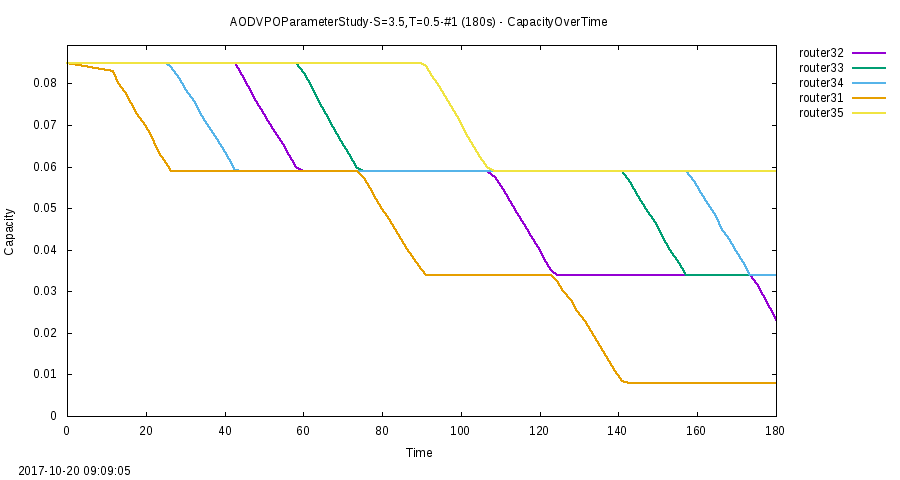 AODVPOParameterStudy-S=3.5,T=0.5-#1 (180s) - CapacityOverTime
router32
router33
router34
router31
router35
0.08
0.07
0.06
0.05
0.04
0.03
0.02
0.01
0
Capacity
0 20 40 60 80 100 120 140 160 180
Time
2017-10-20 09:09:05